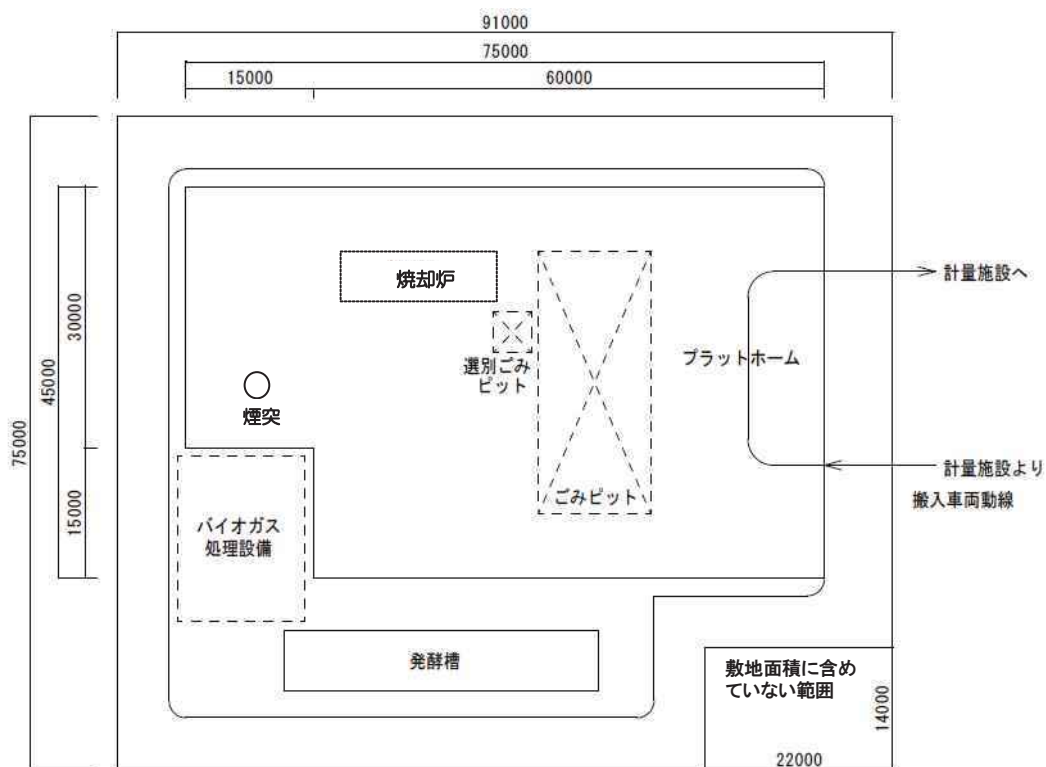 91000
75000
15000
60000
75000
45000
30000
15000
焼却炉
選別ごみ
ピット
煙突
プラットホーム
計量施設へ
計量施設より
搬入車両動線
ごみピット
バイオガス
処理設備
発酵槽
敷地面積に含め
ていない範囲
14000
22000